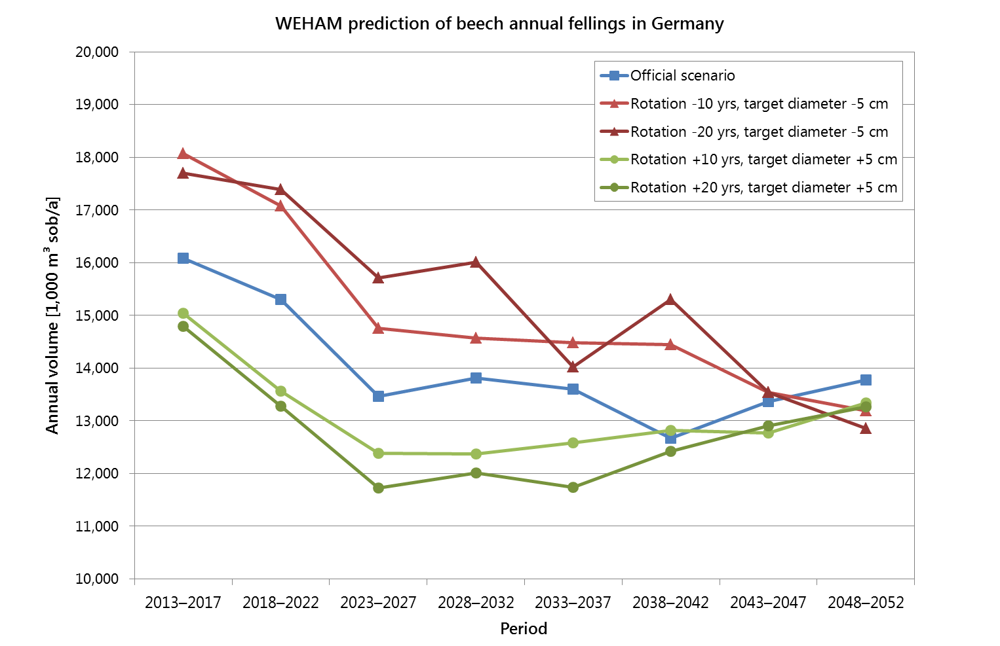 WEHAM prediction of beech annual fellings in Germany
20,000
19,000
18,000
17,000
16,000
15,000
14,000
13,000
12,000
11,000
10,000
Annual volume [1,000 m³ sob/a]
Official scenario
Rotation -10 yrs, target diameter -5 cm
Rotation -20 yrs, target diameter -5 cm
Rotation +10 yrs, target diameter +5 cm
Rotation +20 yrs, target diameter +5 cm
2013–2017 2018–2022 2023–2027 2028–2032 2033–2037 2038–2042 2043–2047 2048–2052
Period